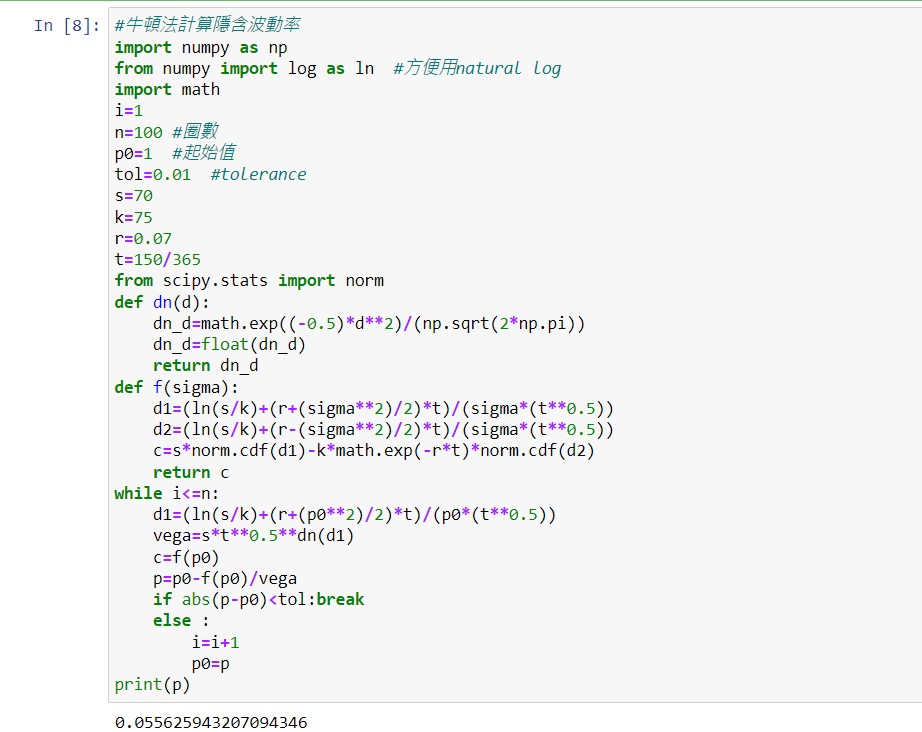 In [8]: #牛頓法計算隱含波動率
import numpy as np
from numpy import log as ln  #方便用natural log
import math
i=1
n=100 #圈數
p0=1  #起始值
tol=0.01  #tolerance
s=70
k=75
r=0.07
t=150/365
from scipy.stats import norm
def dn(d):
    dn_d=math.exp((-0.5)*d**2)/(np.sqrt(2*np.pi))
    dn_d=float(dn_d)
    return dn_d
def f(sigma):
    d1=(ln(s/k)+(r+(sigma**2)/2)*t)/(sigma*(t**0.5))
    d2=(ln(s/k)+(r-(sigma**2)/2)*t)/(sigma*(t**0.5))
    c=s*norm.cdf(d1)-k*math.exp(-r*t)*norm.cdf(d2)
    return c
while i<=n:
    d1=(ln(s/k)+(r+(p0**2)/2)*t)/(p0*(t**0.5))
    vega=s*t**0.5**dn(d1)
    c=f(p0)
    p=p0-f(p0)/vega
    if abs(p-p0)<tol:break
    else :
        i=i+1
        p0=p
print(p)
0.055625943207094346